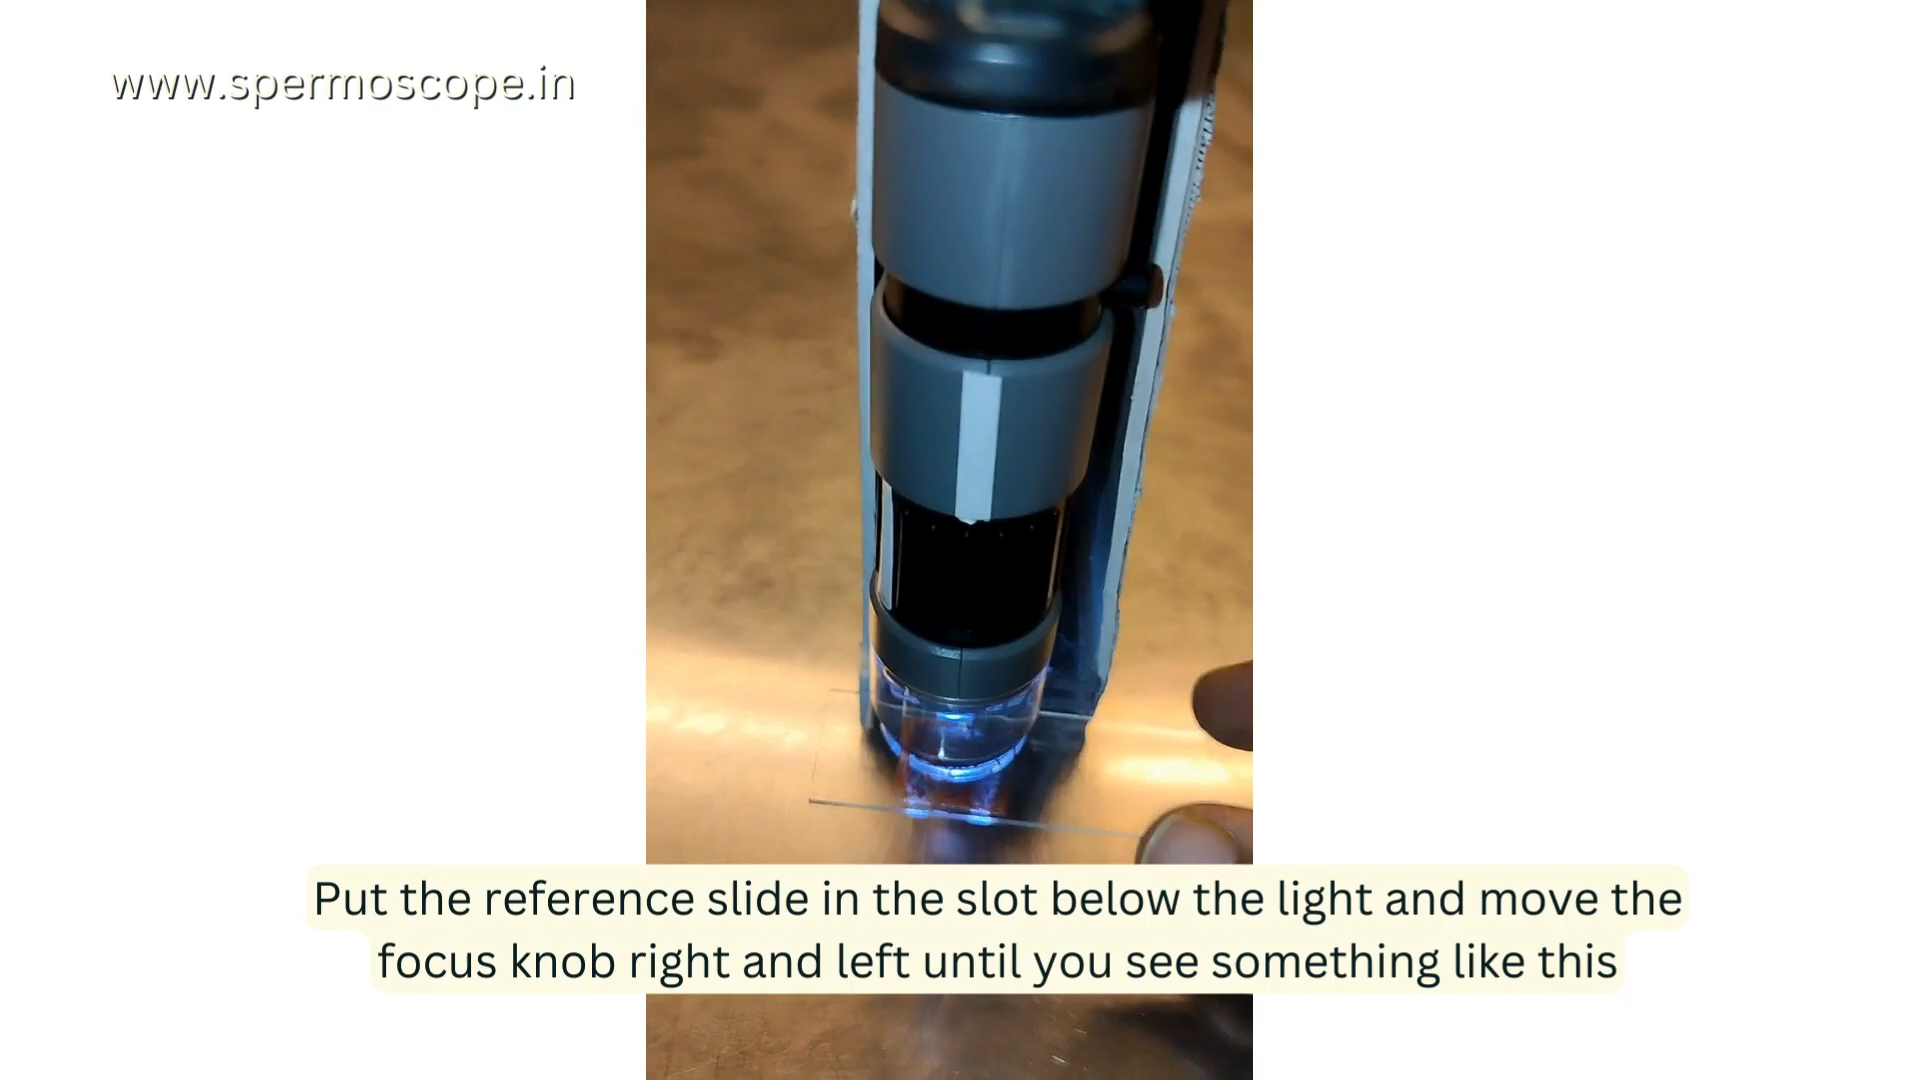 www.spermoscope.in
Put the reference slide in the slot below the light and move the
focus knob right and left until you see something like this